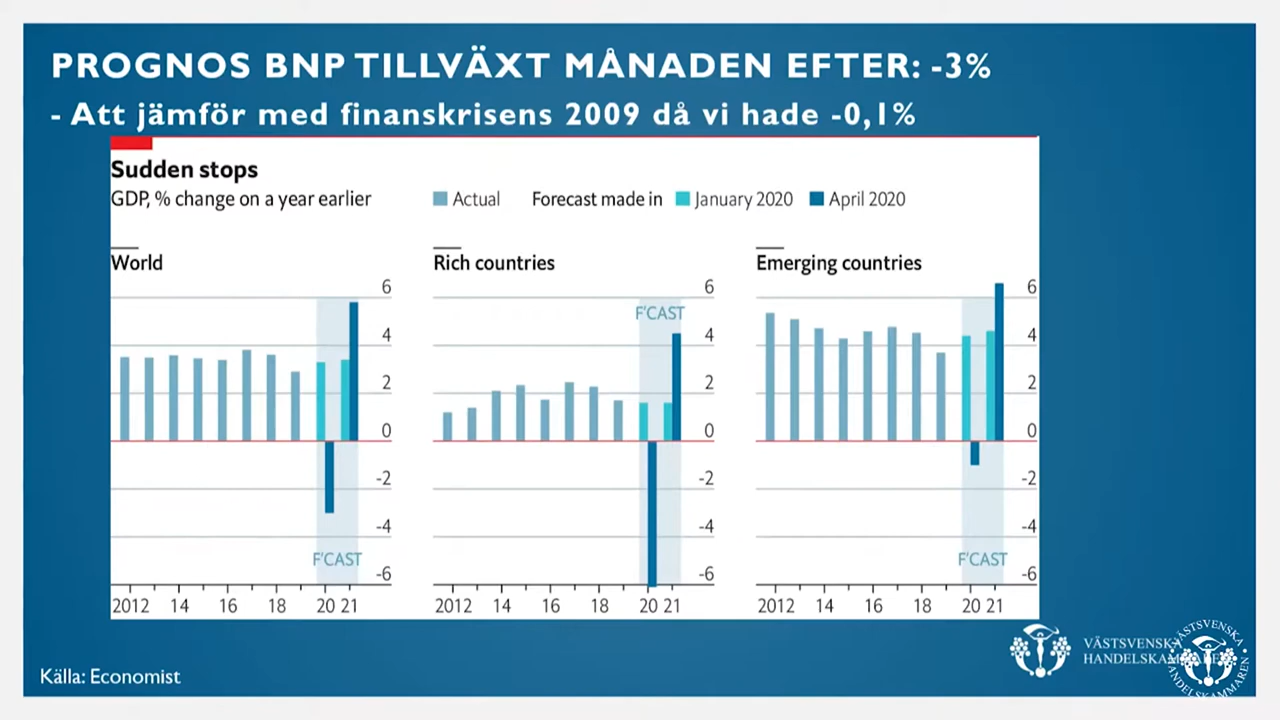 PROGNOS BNP TILLVÄXT MÅNADEN EFTER: -3%
- Att jämför med finanskrisens 2009 då vi hade -0,1%
Sudden stops
GDP, % change on a year earlier
Actual
Forecast made in
January 2020
April 2020
World
6
4
2
0
-2
-4
-6
F'CAST
2012 14 16 18 20 21
Rich countries
6
4
2
0
-2
-4
-6
F'CAST
2012 14 16 18 20 21
Emerging countries
6
4
2
0
-2
-4
-6
F'CAST
2012 14 16 18 20 21
Källa: Economist
VÄSTSVENSKA
HANDELSKAMMAREN
VÄSTSVENSKA
HANDELSKAMMAREN